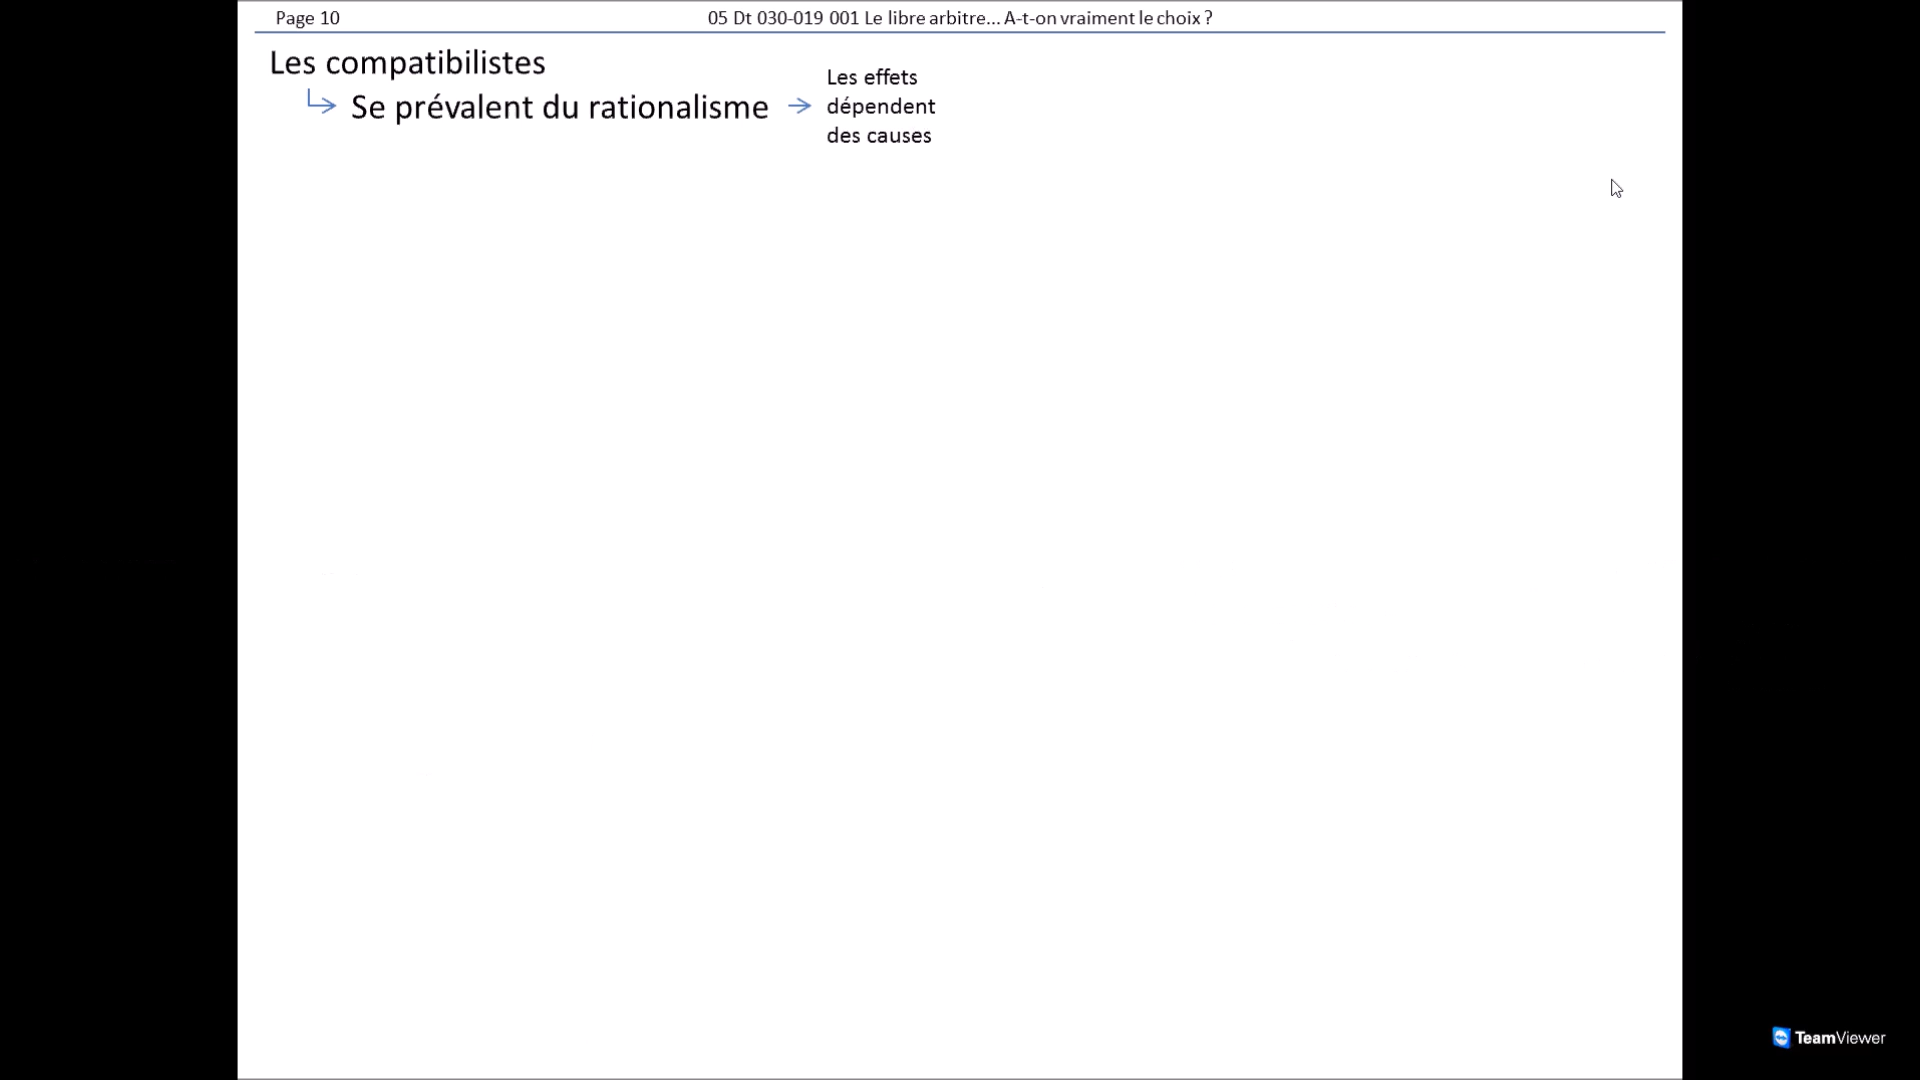 Page 10
05 Dt 030-019 001 Le libre arbitre... A-t-on vraiment le choix ?
Les compatibilistes
Se prévalent du rationalisme
Les effets
dépendent
des causes
TeamViewer